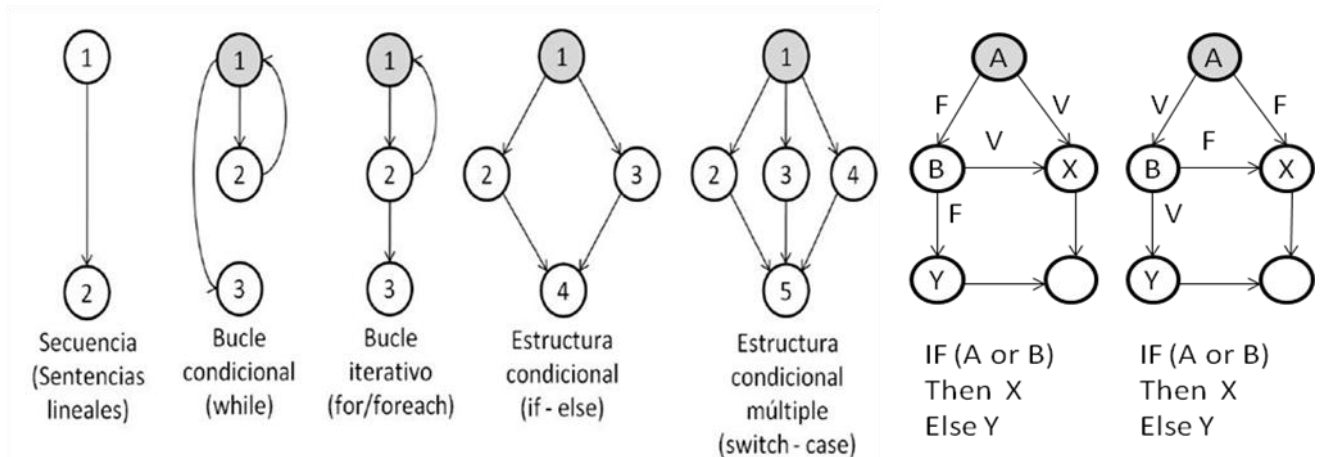 1
2
Secuencia
(Sentencias
lineales)
1
2
3
Bucle
condicional
(while)
1
2
3
Bucle
iterativo
(for/foreach)
1
2
3
4
Estructura
condicional
(if - else)
1
2
3
4
5
Estructura
condicional
múltiple
(switch - case)
A
F
V
B
V
X
F
Y
IF (A or B)
Then X
Else Y
A
V
F
B
F
X
V
Y
IF (A or B)
Then X
Else Y